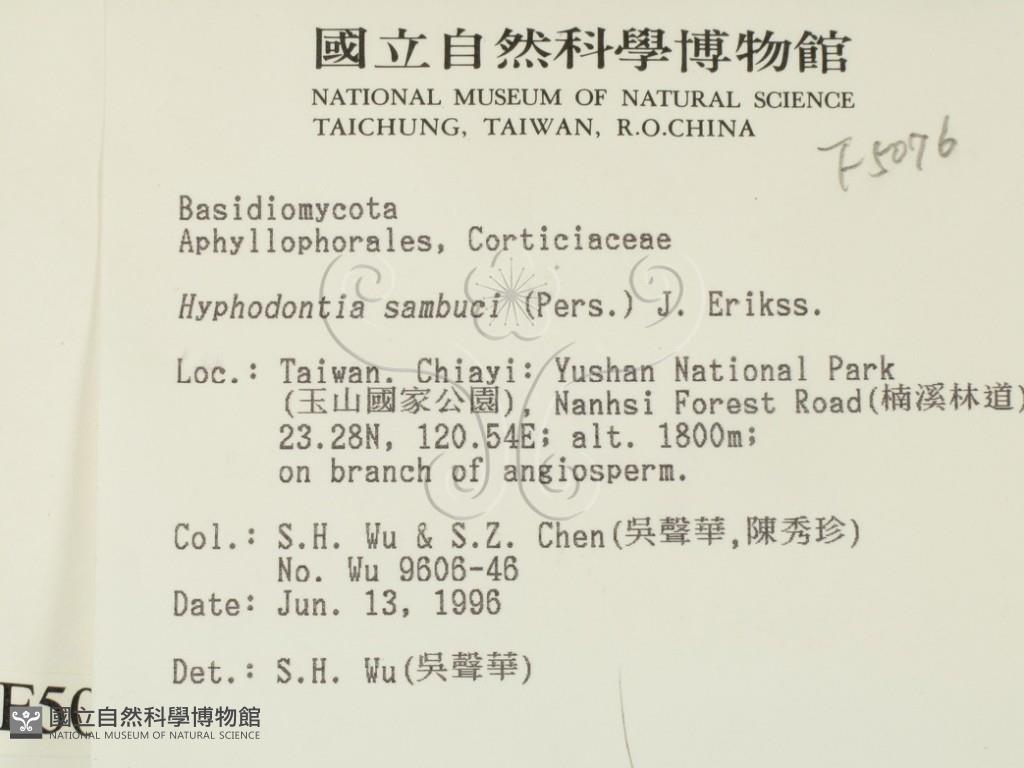 國立自然科學博物館
NATIONAL MUSEUM OF NATURAL SCIENCE
TAICHUNG, TAIWAN, R.O.CHINA
F5076
Basidiomycota
Aphyllophorales, Corticiaceae
Hyphodontia sambuci (Pers.) J. Erikss.
Loc.: Taiwan. Chiayi: Yushan National Park
(玉山國家公園), Nanhsi Forest Road(楠溪林道)
23.28N, 120.54E; alt. 1800m;
on branch of angiosperm.
Col.: S.H. Wu & S.Z. Chen(吳聲華,陳秀珍)
No. Wu 9606-46
Date: Jun. 13, 1996
Det.: S.H. Wu(吳聲華)
F50
國立自然科學博物館
NATIONAL MUSEUM OF NATURAL SCIENCE